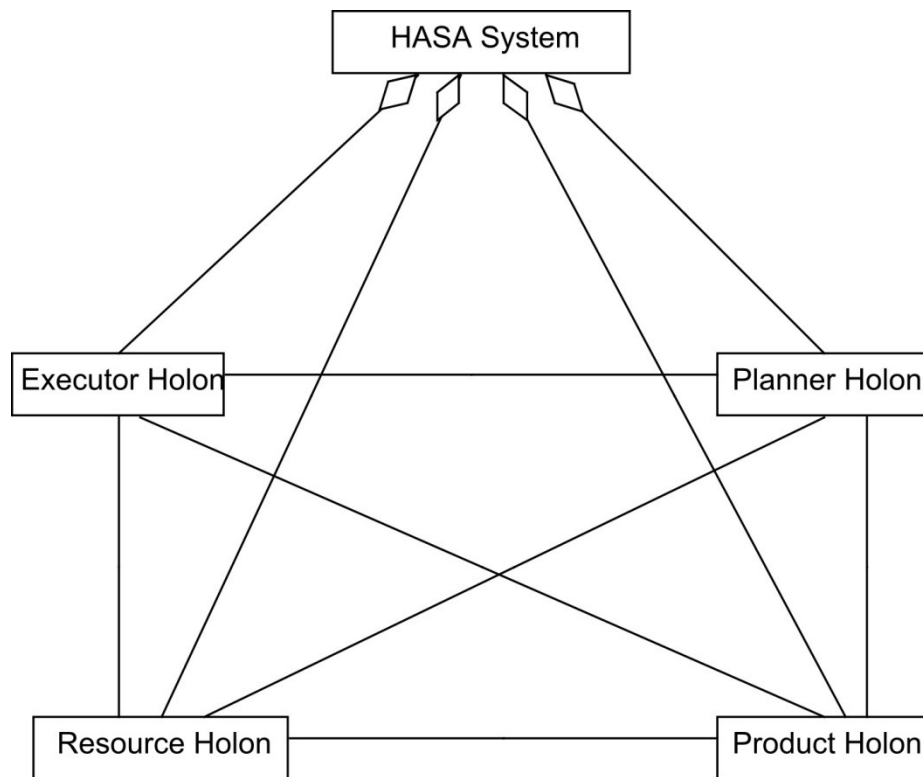 HASA System
Executor Holon
Planner Holon
Resource Holon
Product Holon